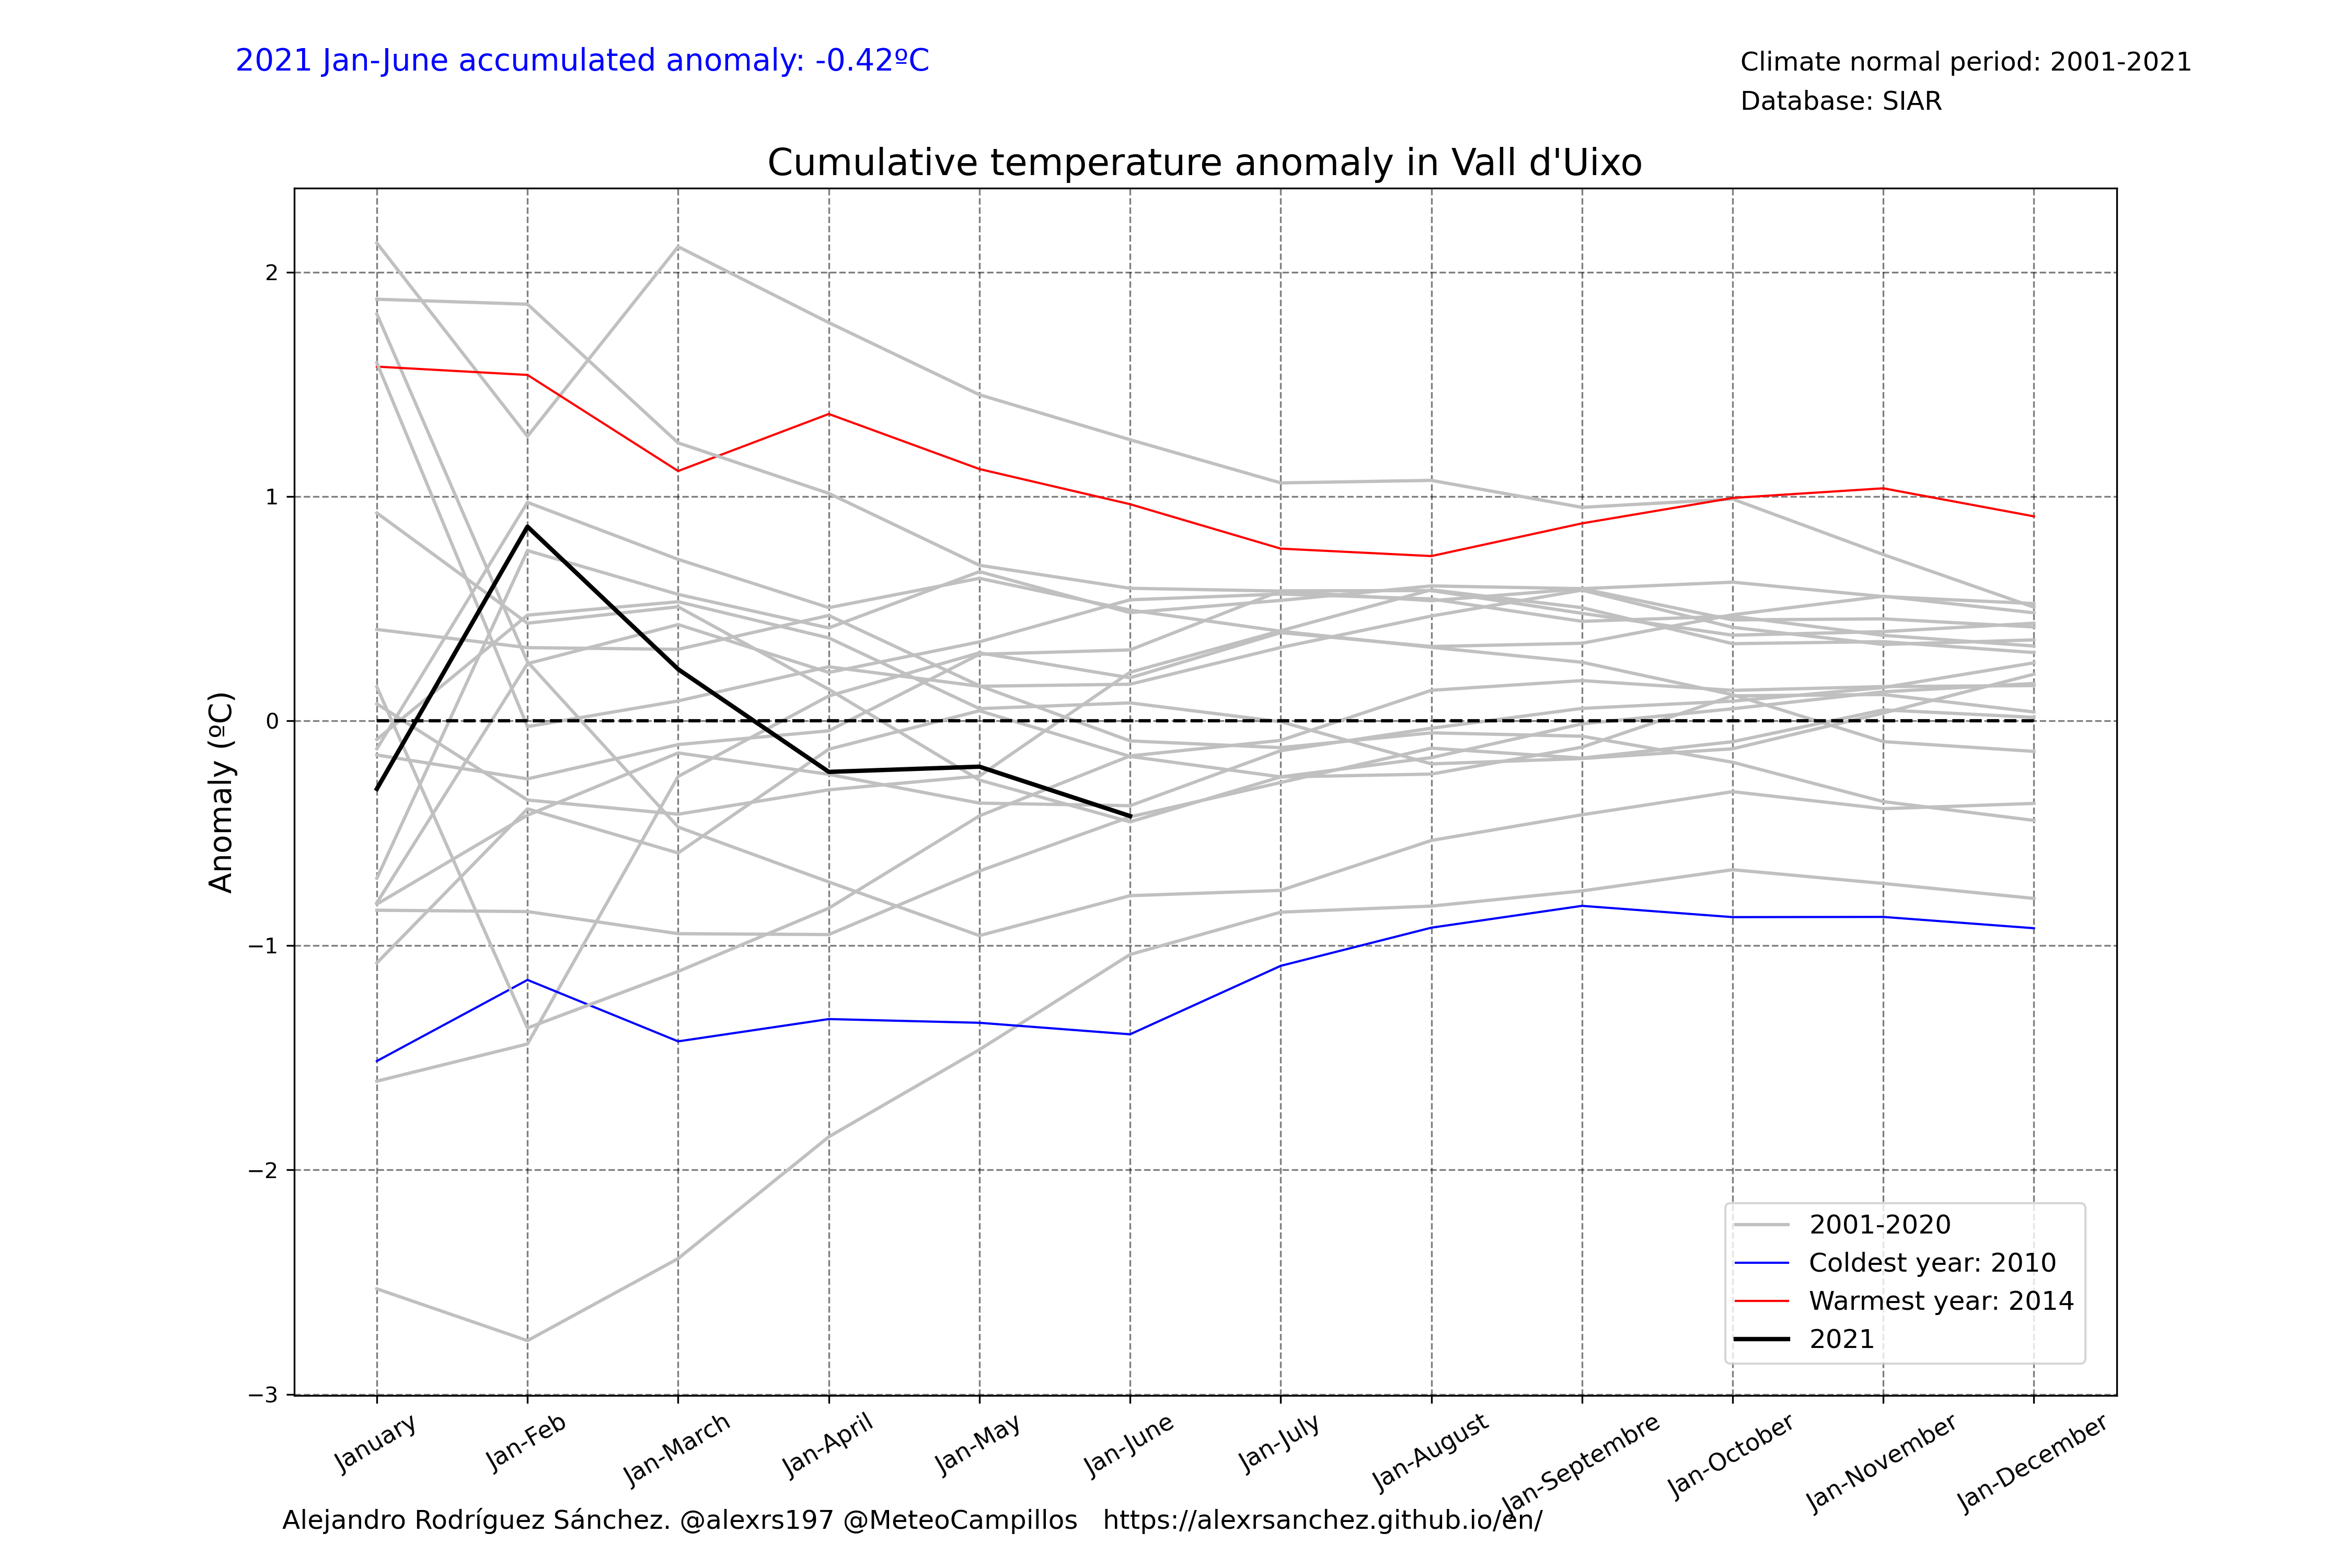 2021 Jan-June accumulated anomaly: -0.42ºC
Climate normal period: 2001-2021
Database: SIAR
Cumulative temperature anomaly in Vall d'Uixo
Anomaly (ºC)
2
1
0
−1
−2
−3
2001-2020
Coldest year: 2010
Warmest year: 2014
2021
January
Jan-Feb
Jan-March
Jan-April
Jan-May
Jan-June
Jan-July
Jan-August
Jan-Septembre
Jan-October
Jan-November
Jan-December
Alejandro Rodríguez Sánchez. @alexrs197 @MeteoCampillos   https://alexrsanchez.github.io/en/